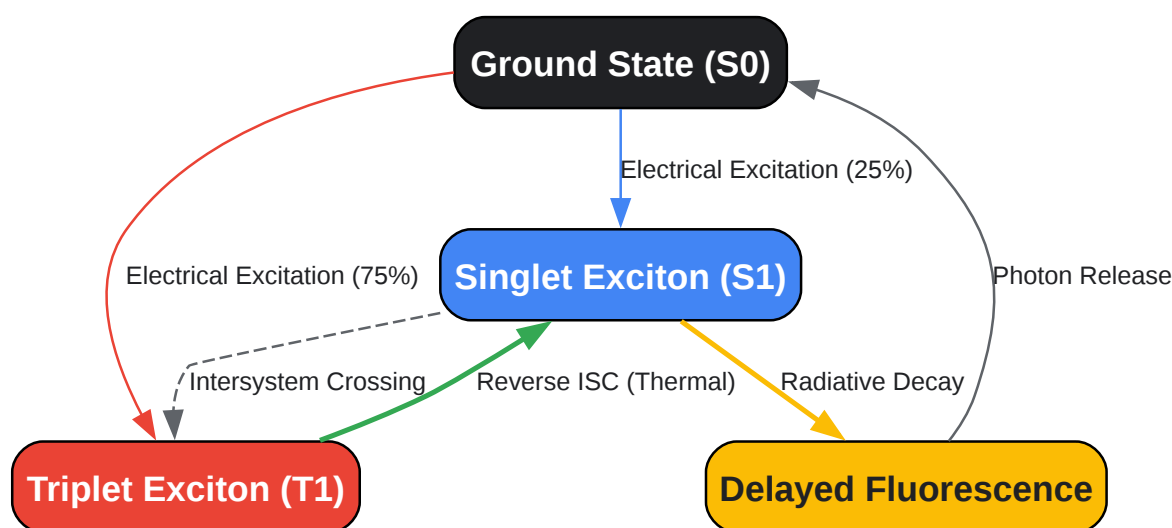 Ground State (S0)
Electrical Excitation (25%)
Electrical Excitation (75%)
Singlet Exciton (S1)
Photon Release
Intersystem Crossing
Reverse ISC (Thermal)
Radiative Decay
Triplet Exciton (T1)
Delayed Fluorescence